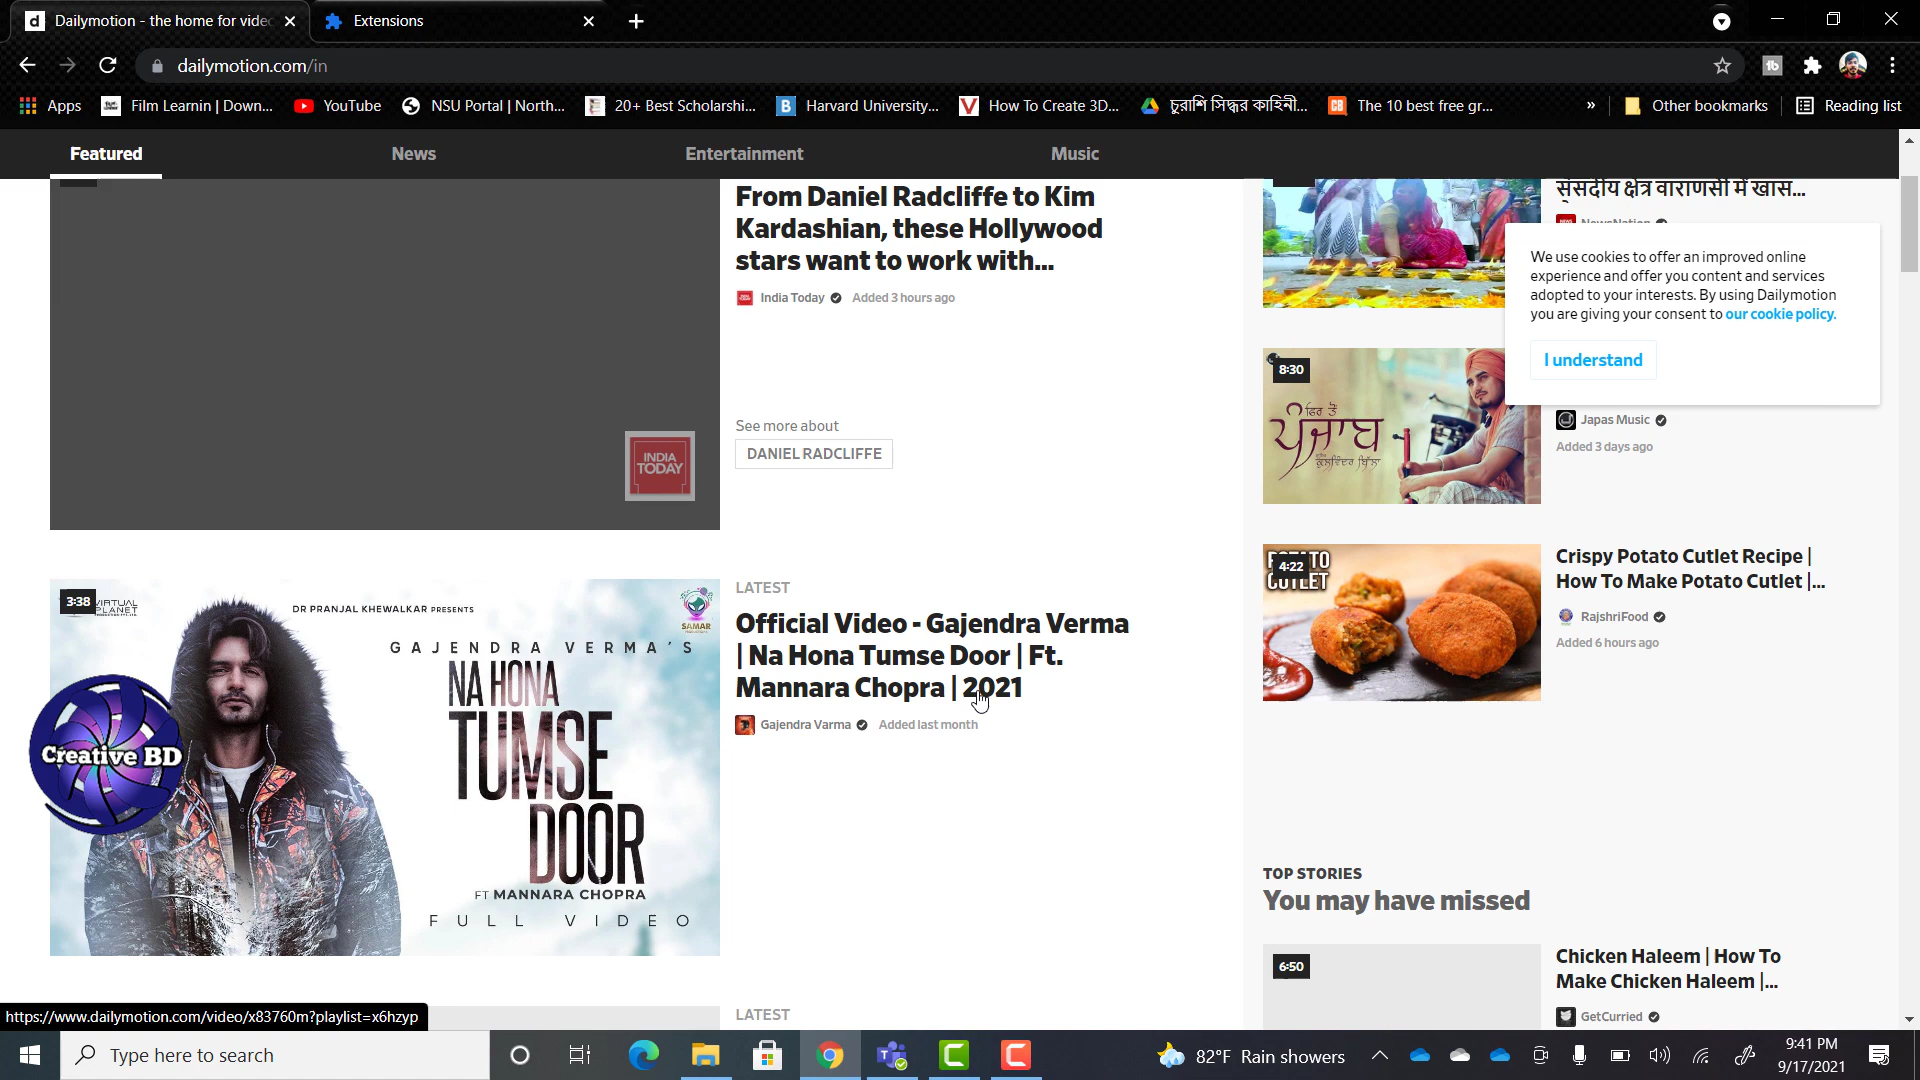 Dailymotion - the home for vide
Extensions
dailymotion.com/in
Apps
Film Learnin | Down...
YouTube
NSU Portal | North...
20+ Best Scholarshi...
Harvard University...
How To Create 3D...
চুরাশি সিদ্ধর কাহিনী...
The 10 best free gr...
»
Other bookmarks
Reading list
Featured
News
Entertainment
Music
From Daniel Radcliffe to Kim
Kardashian, these Hollywood
stars want to work with...
India Today
Added 3 hours ago
See more about
DANIEL RADCLIFFE
INDIA
TODAY
संसदीय क्षेत्र वाराणसी में खास...
NewsNation
We use cookies to offer an improved online
experience and offer you content and services
adopted to your interests. By using Dailymotion
you are giving your consent to our cookie policy.
I understand
8:30
ਫਿਰ ਤੋਂ
ਪੰਜਾਬ
ਕੁਲਵਿੰਦਰ ਬਿੱਲਾ
Japas Music
Added 3 days ago
POTATO
CUTLET
4:22
Crispy Potato Cutlet Recipe |
How To Make Potato Cutlet |...
RajshriFood
Added 6 hours ago
3:38
VIRTUAL
PLANET
DR PRANJAL KHEWALKAR PRESENTS
SAMAR
GAJENDRA VERMA'S
NA HONA
TUMSE
DOOR
FT MANNARA CHOPRA
FULL VIDEO
Creative BD
LATEST
Official Video - Gajendra Verma
| Na Hona Tumse Door | Ft.
Mannara Chopra | 2021
Gajendra Varma
Added last month
TOP STORIES
You may have missed
6:50
Chicken Haleem | How To
Make Chicken Haleem |...
GetCurried
LATEST
https://www.dailymotion.com/video/x83760m?playlist=x6hzyp
Type here to search
82°F Rain showers
9:41 PM
9/17/2021